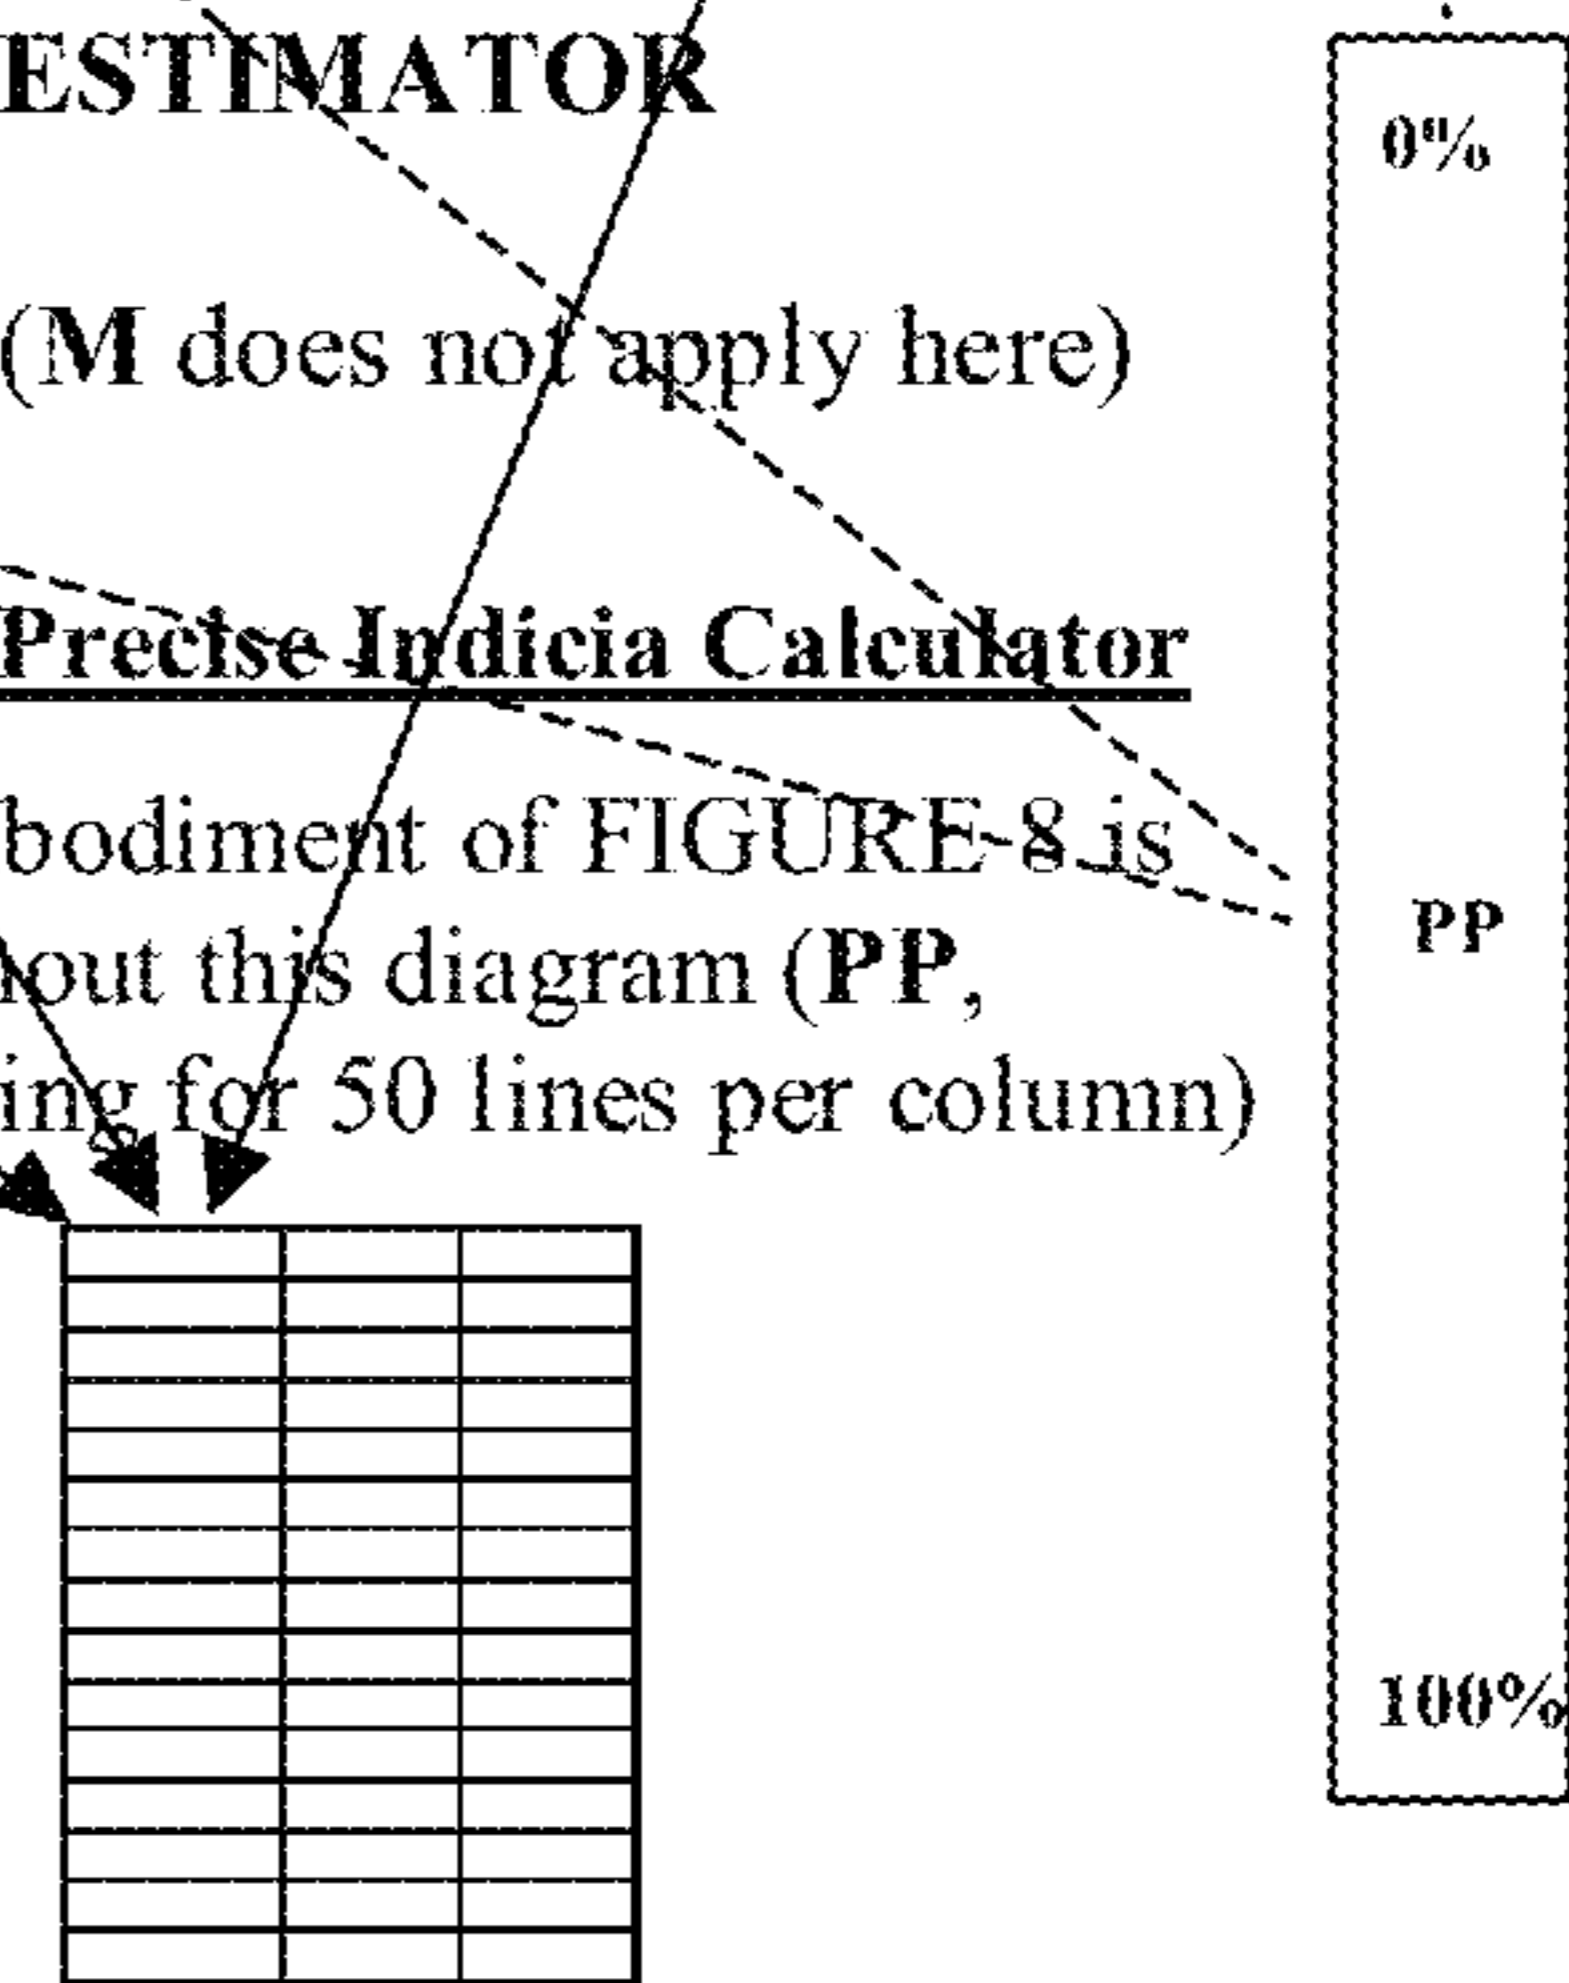 ESTIMATOR
0%
(M does not apply here)
Precise Indicia Calculator
bodiment of FIGURE 8 is
PP
out this diagram (PP,
ing for 50 lines per column)
100%